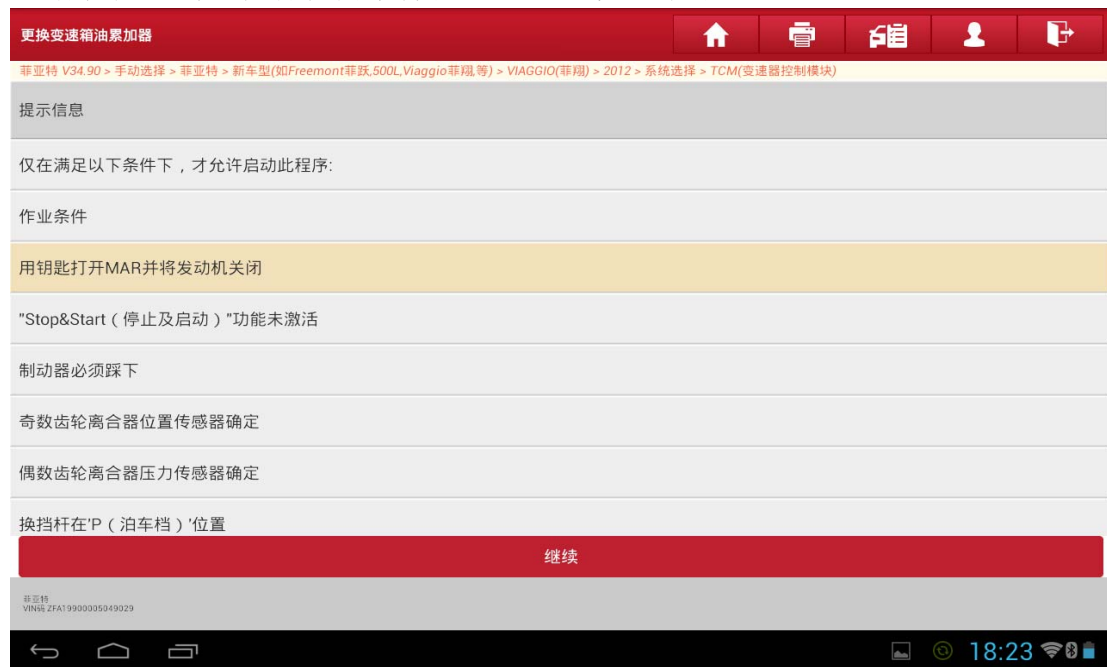 更换变速箱油累加器
菲亚特 V34.90 > 手动选择 > 菲亚特 > 新车型(如Freemont菲跃,500L,Viaggio菲翔,等) > VIAGGIO(菲翔) > 2012 > 系统选择 > TCM(变速器控制模块)
提示信息
仅在满足以下条件下，才允许启动此程序:
作业条件
用钥匙打开MAR并将发动机关闭
"Stop&Start（停止及启动）"功能未激活
制动器必须踩下
奇数齿轮离合器位置传感器确定
偶数齿轮离合器压力传感器确定
换挡杆在'P（泊车档）'位置
继续
菲亚特
VIN码 ZFA19900005049029
18:23